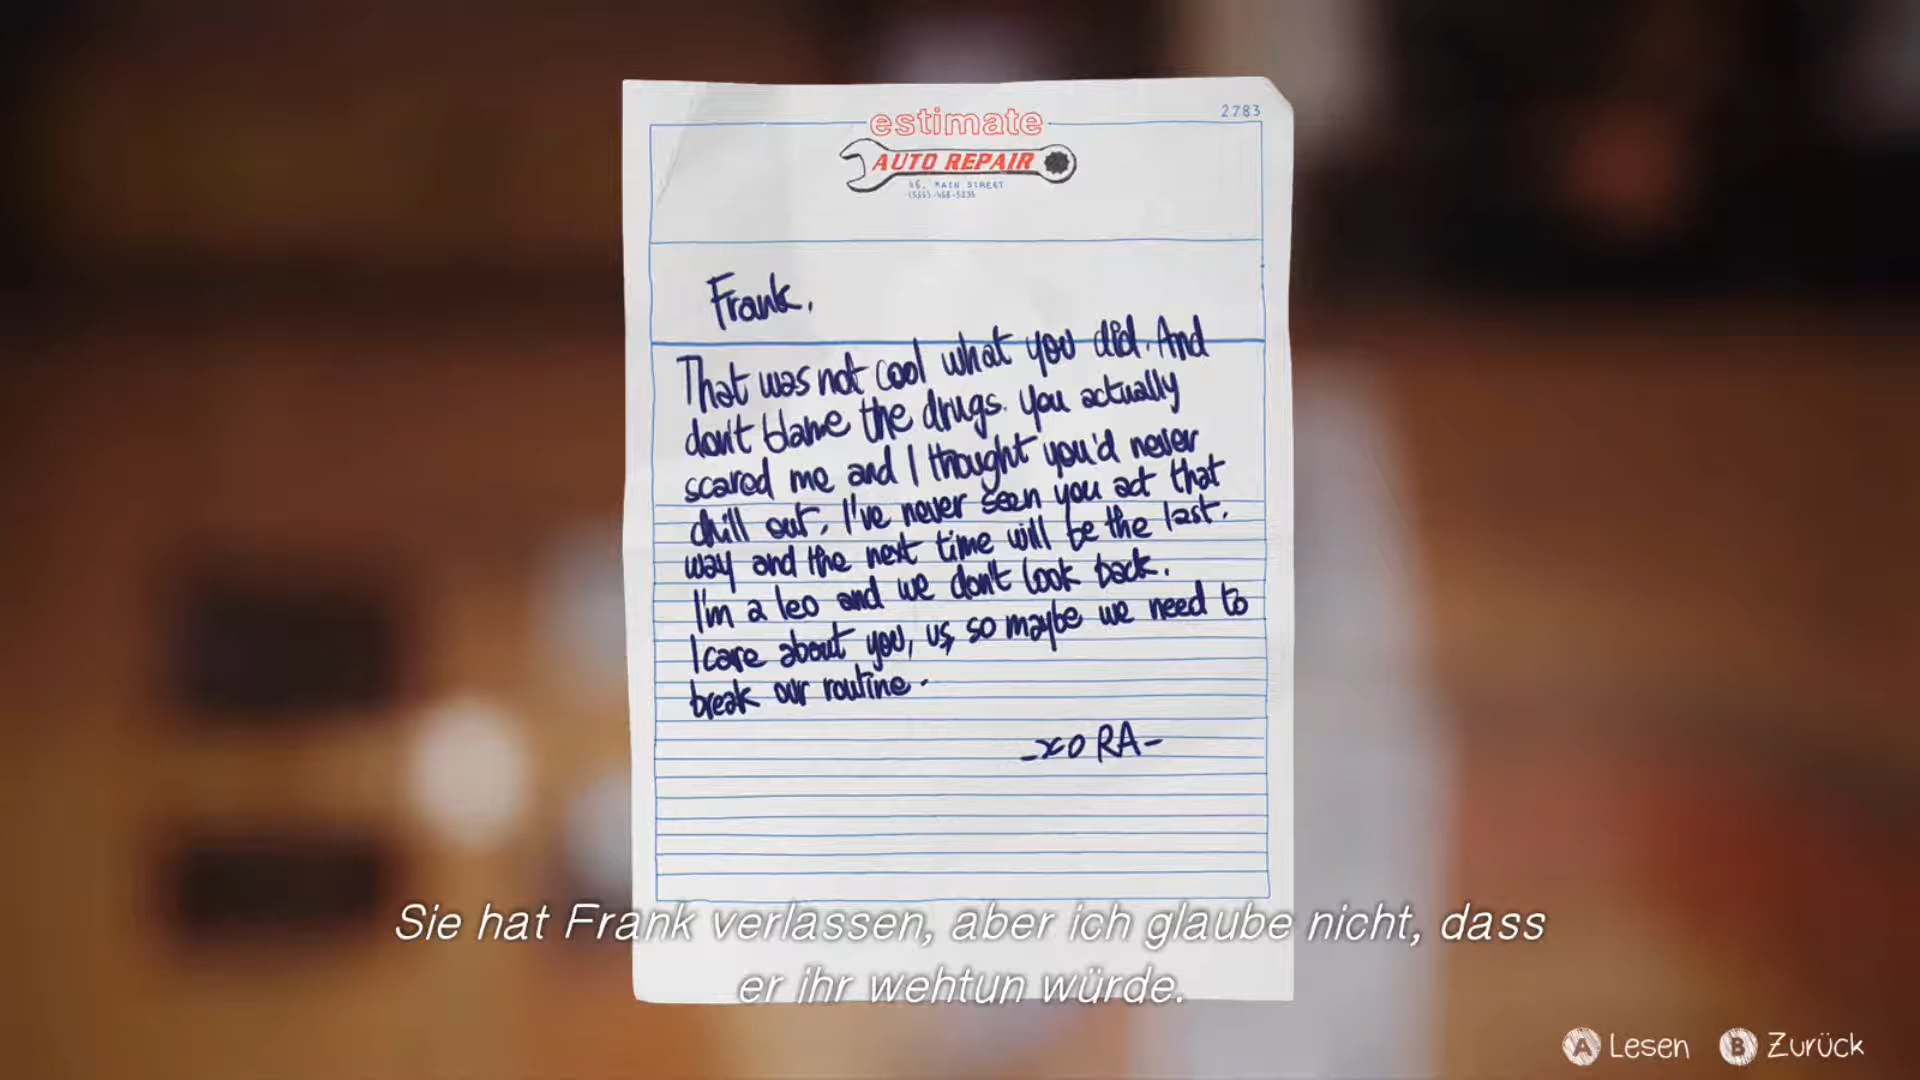 estimate
2783
AUTO REPAIR
46, MAIN STREET
Frank,
That was not cool what you did. And
don't blame the drugs. You actually
scared me and I thought you'd never
chill out. I've never seen you act that
way and the next time will be the last.
I'm a leo and we don't look back.
I care about you, us, so maybe we need to
break our routine.
-xo RA-
Sie hat Frank verlassen, aber ich glaube nicht, dass
er ihr wehtun würde.
A Lesen B Zurück